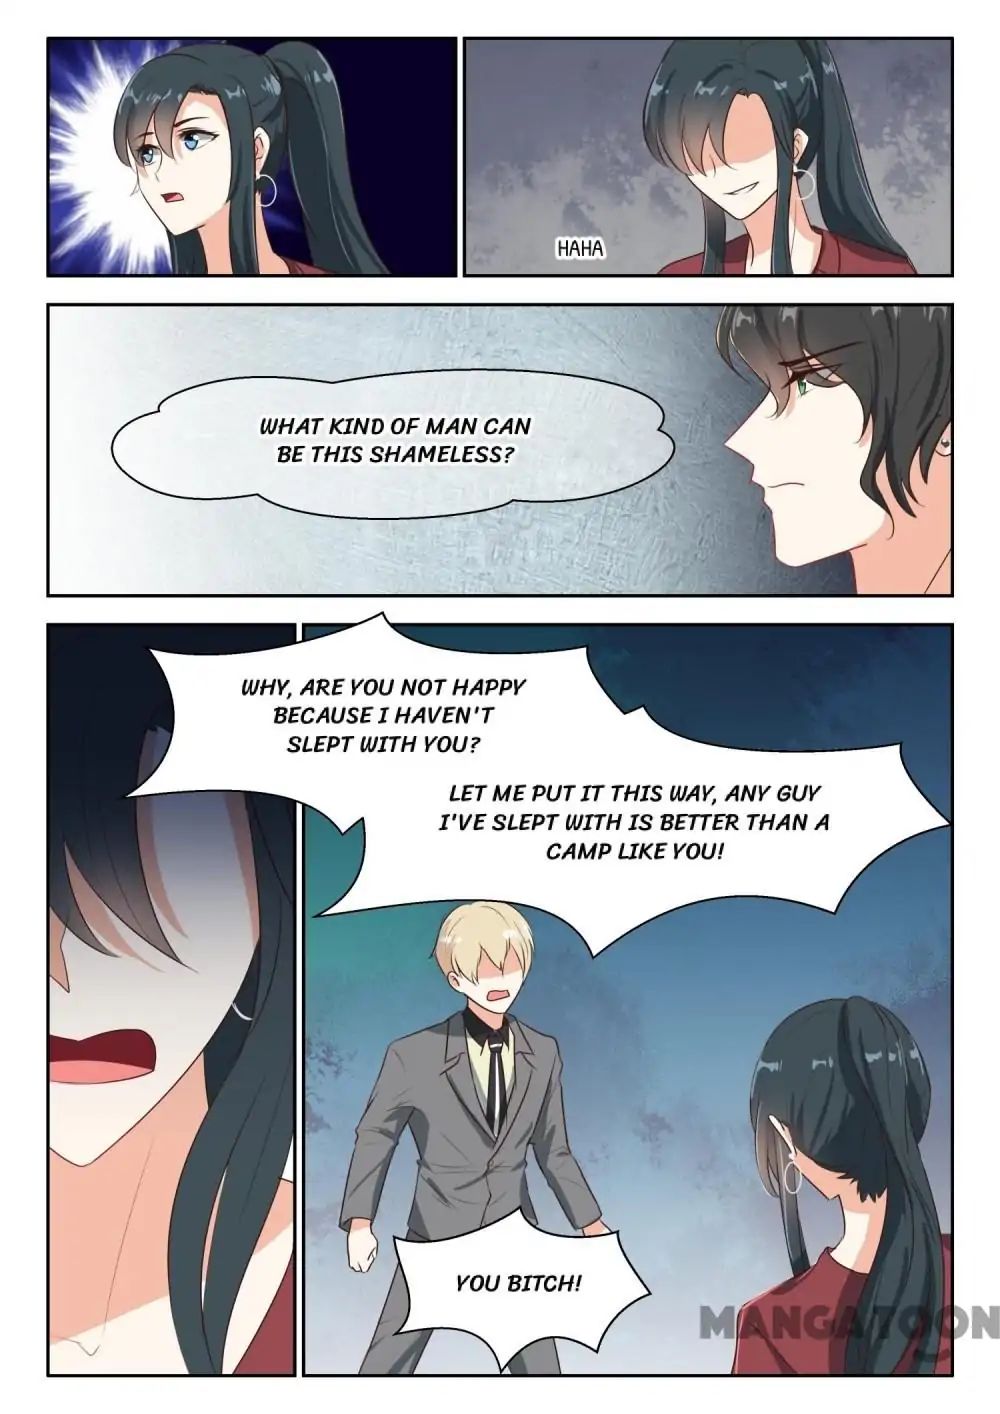 HAHA
WHAT KIND OF MAN CAN
BE THIS SHAMELESS?
WHY, ARE YOU NOT HAPPY
BECAUSE I HAVEN'T
SLEPT WITH YOU?
LET ME PUT IT THIS WAY, ANY GUY
I'VE SLEPT WITH IS BETTER THAN A
CAMP LIKE YOU!
YOU BITCH!
MANGATOON